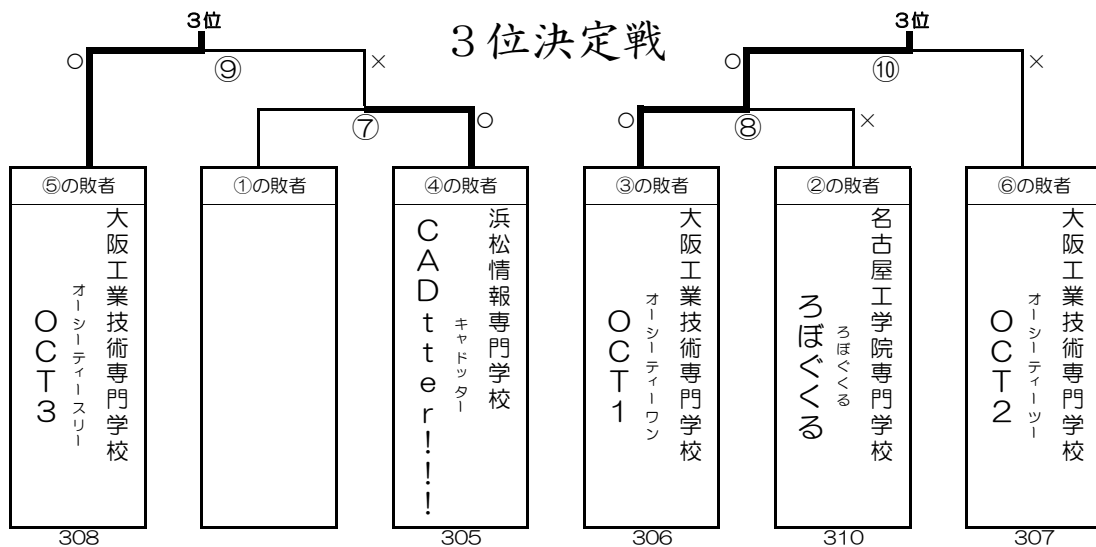 3位決定戦
3位
3位
○
⑨
×
○
⑩
×
⑦
○
○
⑧
×
⑤の敗者
大阪工業技術専門学校
オーシーティースリー
OCT3
308
①の敗者
④の敗者
浜松情報専門学校
キャドッター
CADtter!!!
305
③の敗者
大阪工業技術専門学校
オーシーティーワン
OCT1
306
②の敗者
名古屋工学院専門学校
ろぼぐくる
ろぼぐくる
310
⑥の敗者
大阪工業技術専門学校
オーシーティーツー
OCT2
307